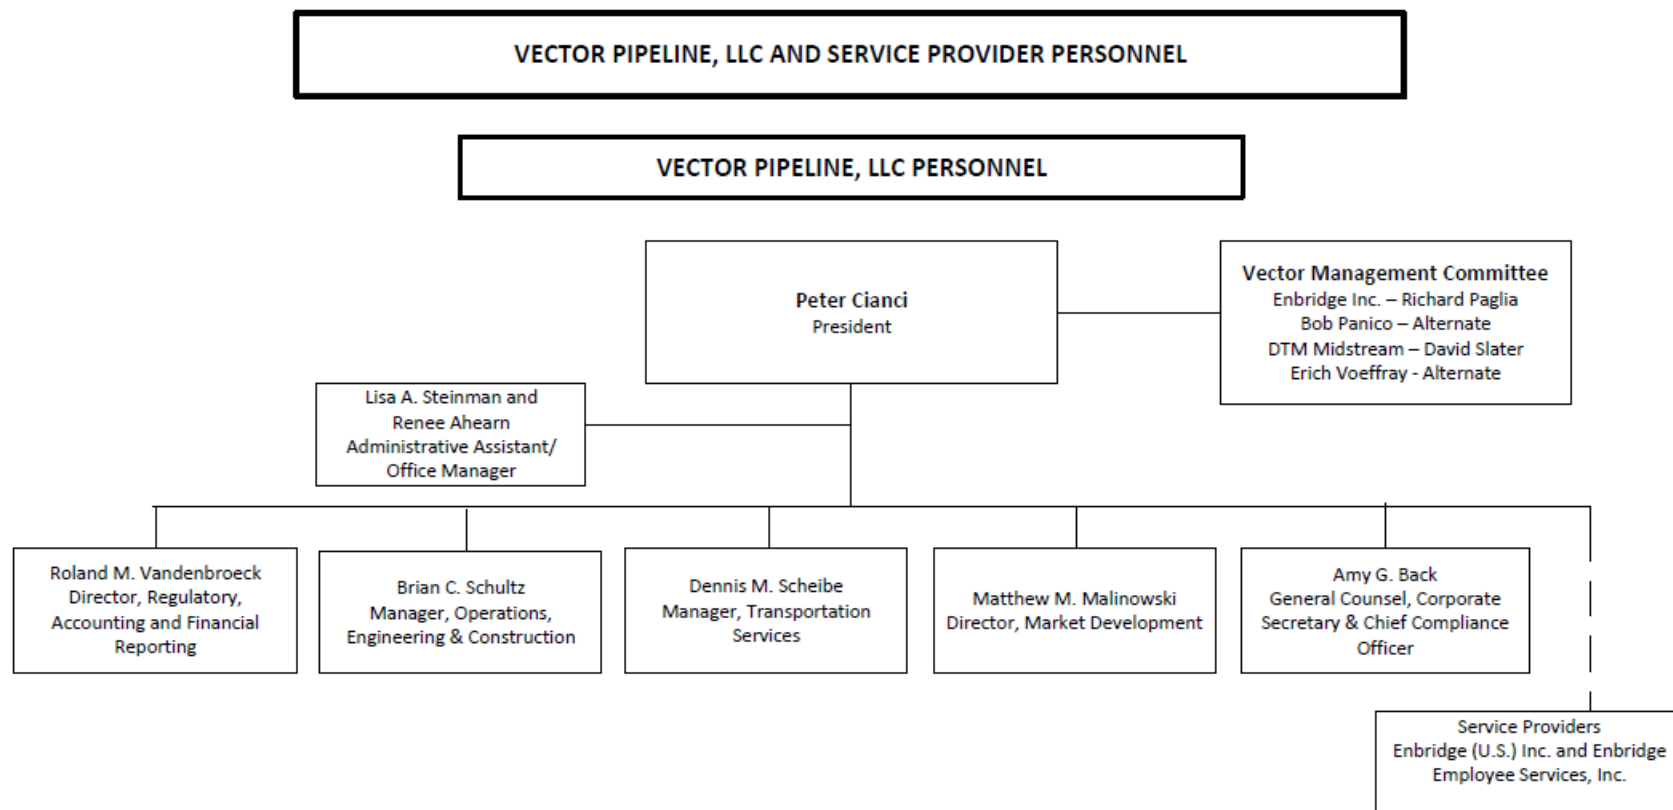 VECTOR PIPELINE, LLC AND SERVICE PROVIDER PERSONNEL
VECTOR PIPELINE, LLC PERSONNEL
Peter Cianci
President
Vector Management Committee
Enbridge Inc. – Richard Paglia
Bob Panico – Alternate
DTM Midstream – David Slater
Erich Voeffray - Alternate
Lisa A. Steinman and
Renee Ahearn
Administrative Assistant/
Office Manager
Roland M. Vandenbroeck
Director, Regulatory,
Accounting and Financial
Reporting
Brian C. Schultz
Manager, Operations,
Engineering & Construction
Dennis M. Scheibe
Manager, Transportation
Services
Matthew M. Malinowski
Director, Market Development
Amy G. Back
General Counsel, Corporate
Secretary & Chief Compliance
Officer
Service Providers
Enbridge (U.S.) Inc. and Enbridge
Employee Services, Inc.